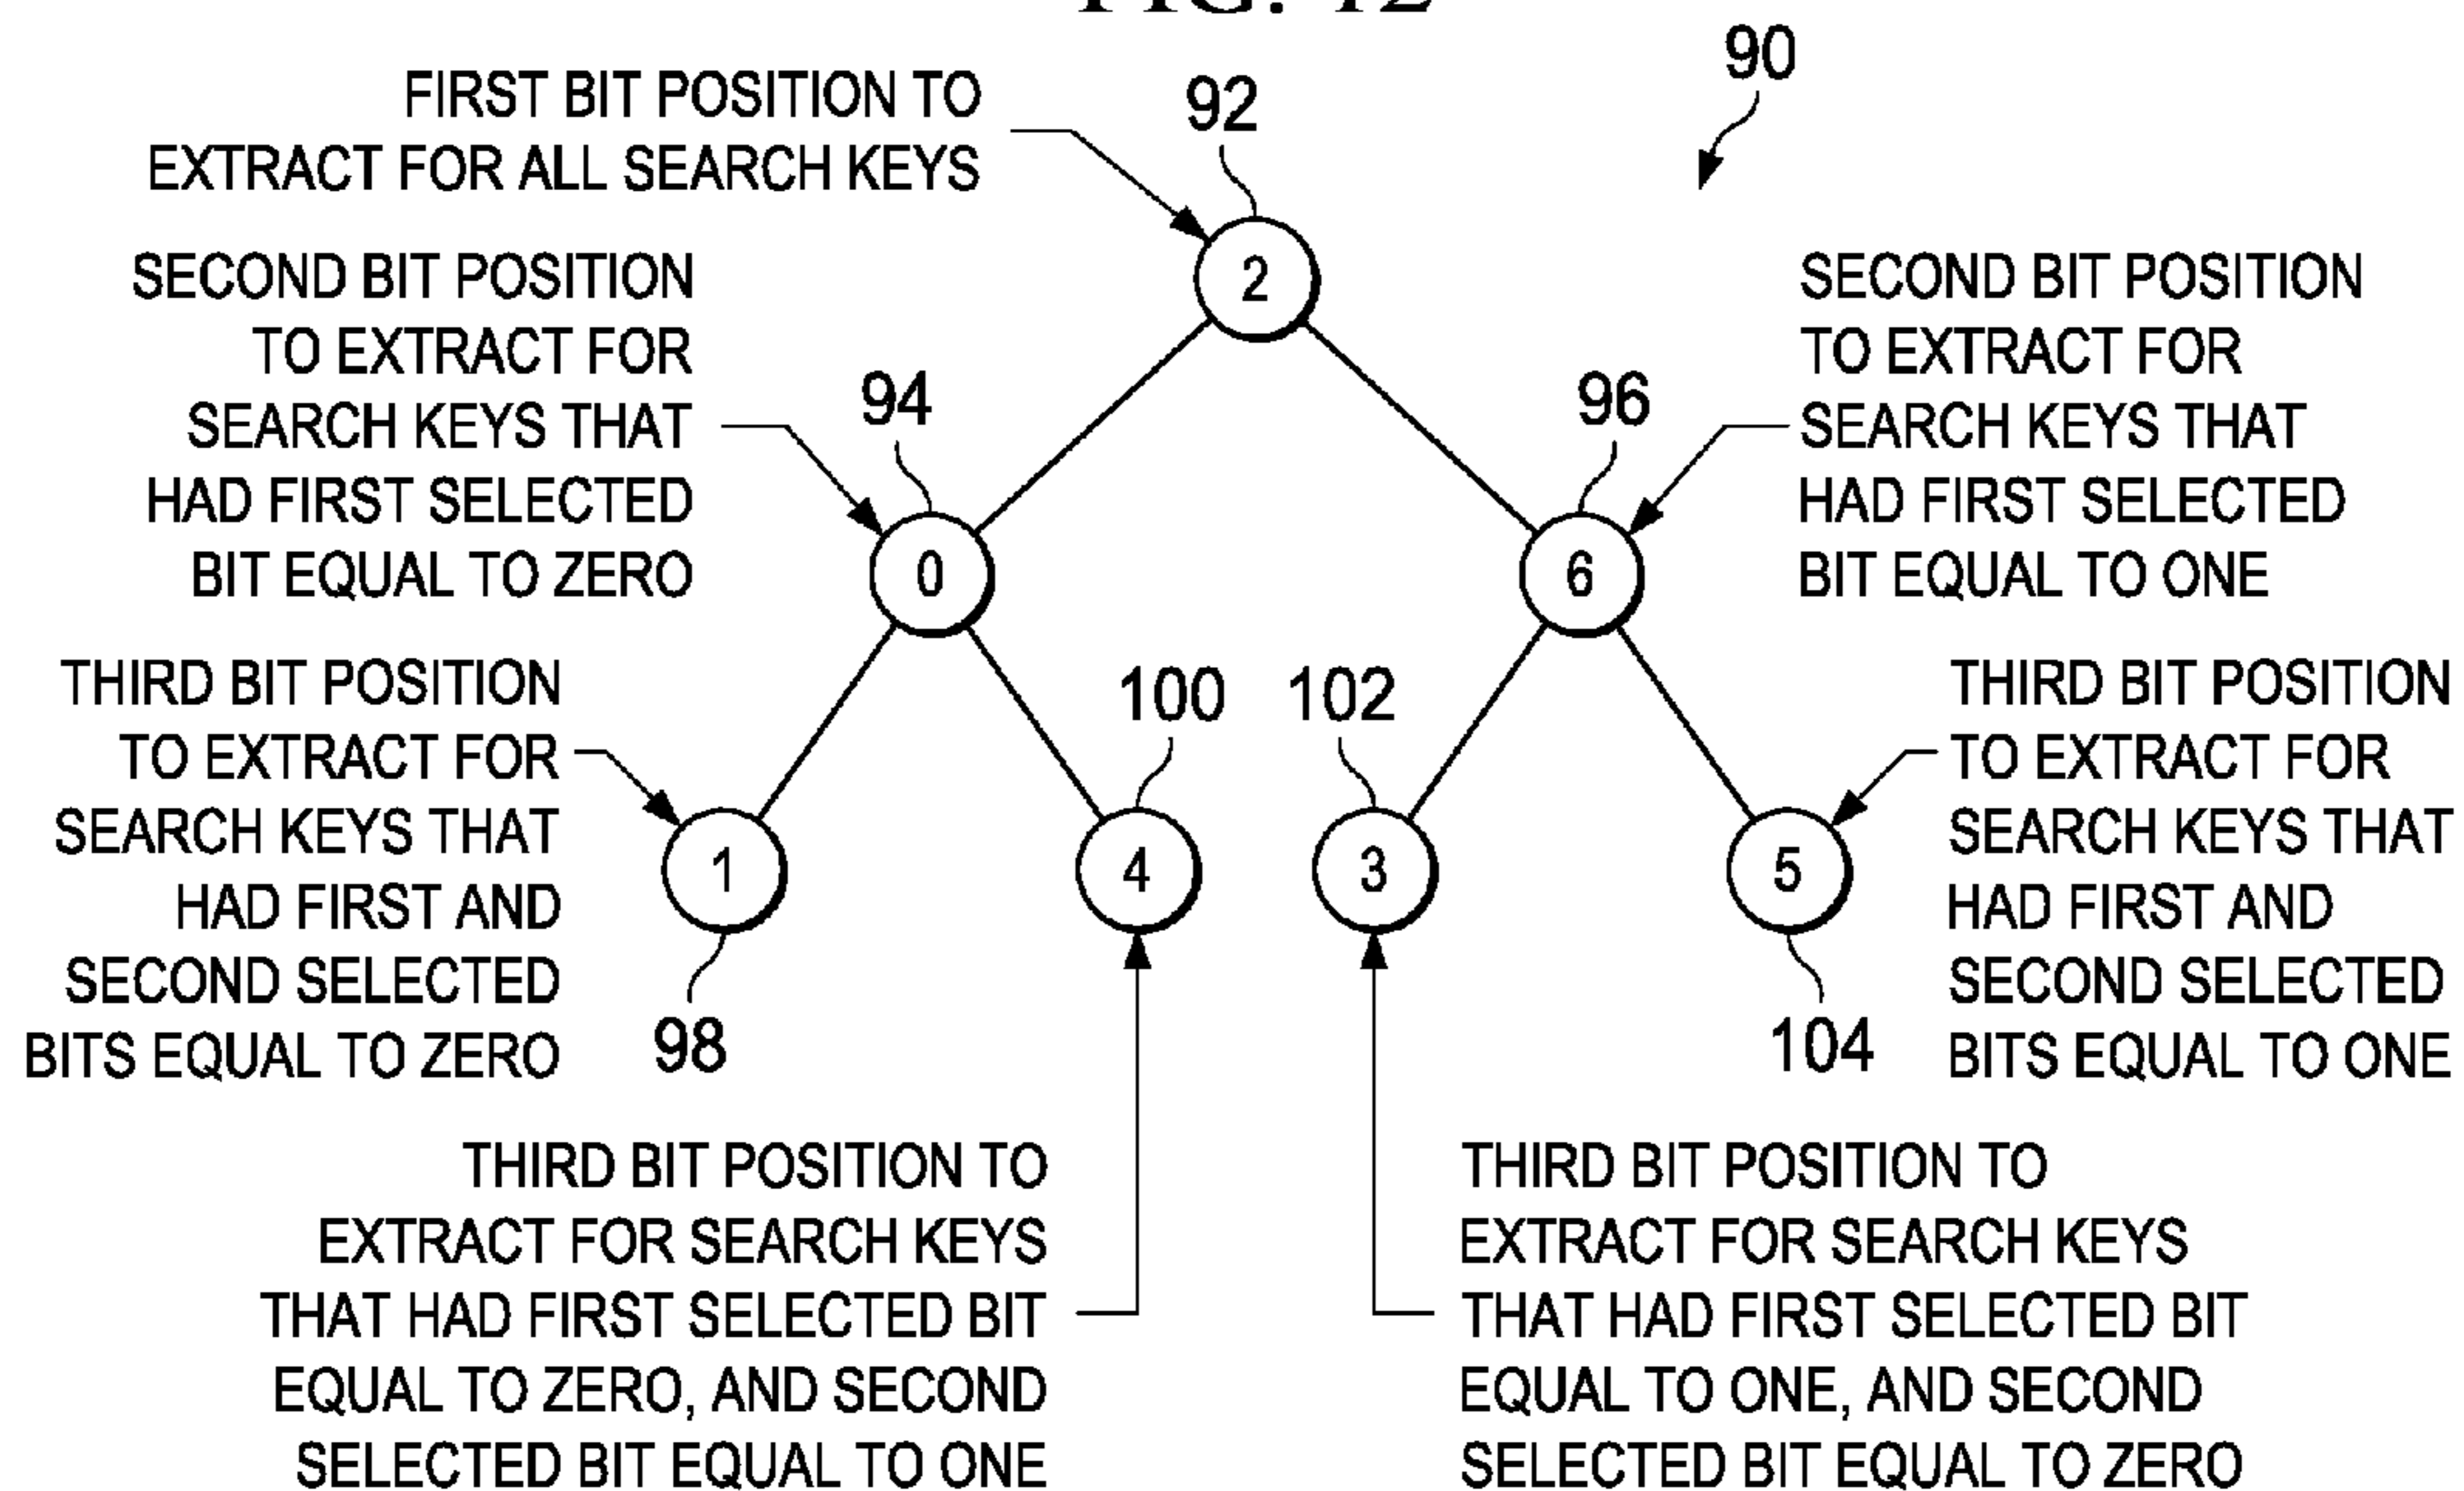 FIG. 12
90
FIRST BIT POSITION TO
EXTRACT FOR ALL SEARCH KEYS
92
2
SECOND BIT POSITION
TO EXTRACT FOR
SEARCH KEYS THAT
HAD FIRST SELECTED
BIT EQUAL TO ZERO
94
0
96
6
SECOND BIT POSITION
TO EXTRACT FOR
SEARCH KEYS THAT
HAD FIRST SELECTED
BIT EQUAL TO ONE
THIRD BIT POSITION
TO EXTRACT FOR
SEARCH KEYS THAT
HAD FIRST AND
SECOND SELECTED
BITS EQUAL TO ZERO
1
98
100
4
102
3
5
104
THIRD BIT POSITION
TO EXTRACT FOR
SEARCH KEYS THAT
HAD FIRST AND
SECOND SELECTED
BITS EQUAL TO ONE
THIRD BIT POSITION TO
EXTRACT FOR SEARCH KEYS
THAT HAD FIRST SELECTED BIT
EQUAL TO ZERO, AND SECOND
SELECTED BIT EQUAL TO ONE
THIRD BIT POSITION TO
EXTRACT FOR SEARCH KEYS
THAT HAD FIRST SELECTED BIT
EQUAL TO ONE, AND SECOND
SELECTED BIT EQUAL TO ZERO